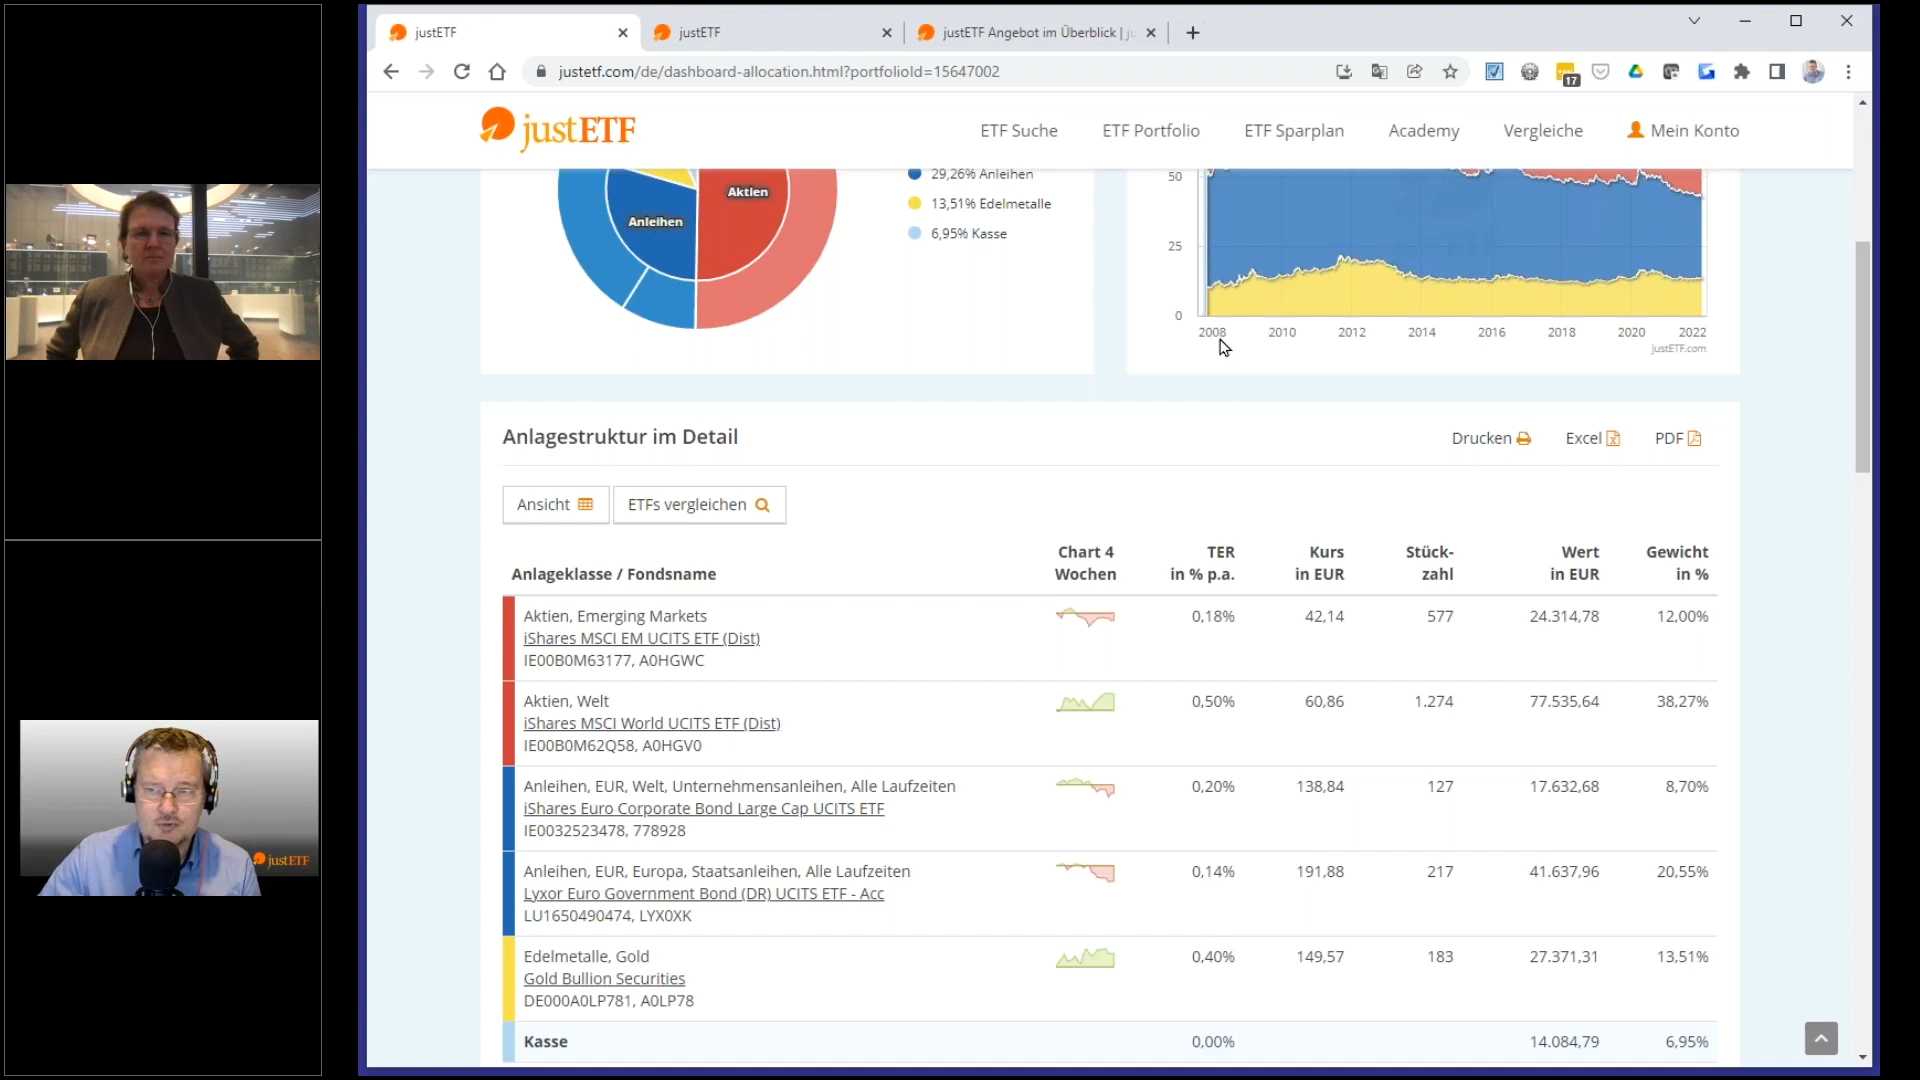 justETF
justETF
justETF Angebot im Überblick | ju
justetf.com/de/dashboard-allocation.html?portfolioId=15647002
17
justETF
ETF Suche
ETF Portfolio
ETF Sparplan
Academy
Vergleiche
Mein Konto
Aktien
Anleihen
29,26% Anleihen
13,51% Edelmetalle
6,95% Kasse
50
25
0
2008 2010 2012 2014 2016 2018 2020 2022
justETF.com
Anlagestruktur im Detail
Drucken
Excel
PDF
Ansicht
ETFs vergleichen
Anlageklasse / Fondsname
Chart 4
Wochen
TER
in % p.a.
Kurs
in EUR
Stück-
zahl
Wert
in EUR
Gewicht
in %
Aktien, Emerging Markets 0,18% 42,14 577 24.314,78 12,00%
iShares MSCI EM UCITS ETF (Dist)
IE00B0M63177, A0HGWC
Aktien, Welt 0,50% 60,86 1.274 77.535,64 38,27%
iShares MSCI World UCITS ETF (Dist)
IE00B0M62Q58, A0HGV0
Anleihen, EUR, Welt, Unternehmensanleihen, Alle Laufzeiten 0,20% 138,84 127 17.632,68 8,70%
iShares Euro Corporate Bond Large Cap UCITS ETF
IE0032523478, 778928
Anleihen, EUR, Europa, Staatsanleihen, Alle Laufzeiten 0,14% 191,88 217 41.637,96 20,55%
Lyxor Euro Government Bond (DR) UCITS ETF - Acc
LU1650490474, LYX0XK
Edelmetalle, Gold 0,40% 149,57 183 27.371,31 13,51%
Gold Bullion Securities
DE000A0LP781, A0LP78
Kasse 0,00% 14.084,79 6,95%
justETF